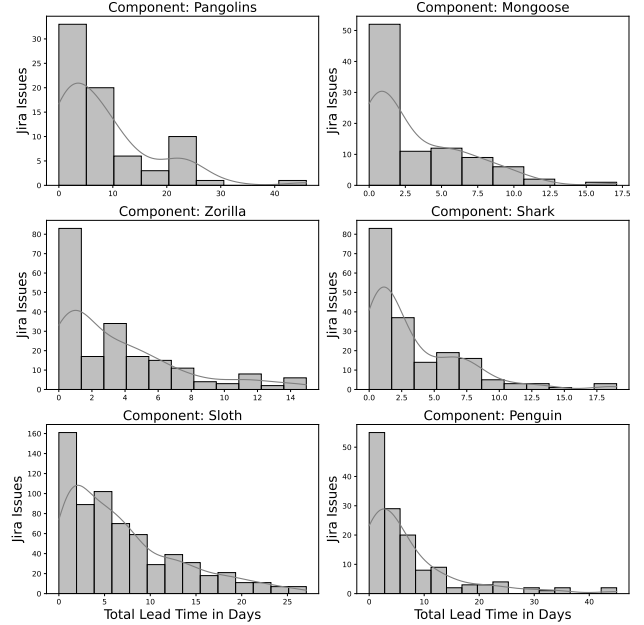 Component: Pangolins
Jira Issues
30
25
20
15
10
5
0
0 10 20 30 40
Component: Mongoose
Jira Issues
50
40
30
20
10
0
0.0 2.5 5.0 7.5 10.0 12.5 15.0 17.5
Component: Zorilla
Jira Issues
80
70
60
50
40
30
20
10
0
0 2 4 6 8 10 12 14
Component: Shark
Jira Issues
80
70
60
50
40
30
20
10
0
0.0 2.5 5.0 7.5 10.0 12.5 15.0 17.5
Component: Sloth
Jira Issues
160
140
120
100
80
60
40
20
0
0 5 10 15 20 25
Total Lead Time in Days
Component: Penguin
Jira Issues
50
40
30
20
10
0
0 10 20 30 40
Total Lead Time in Days